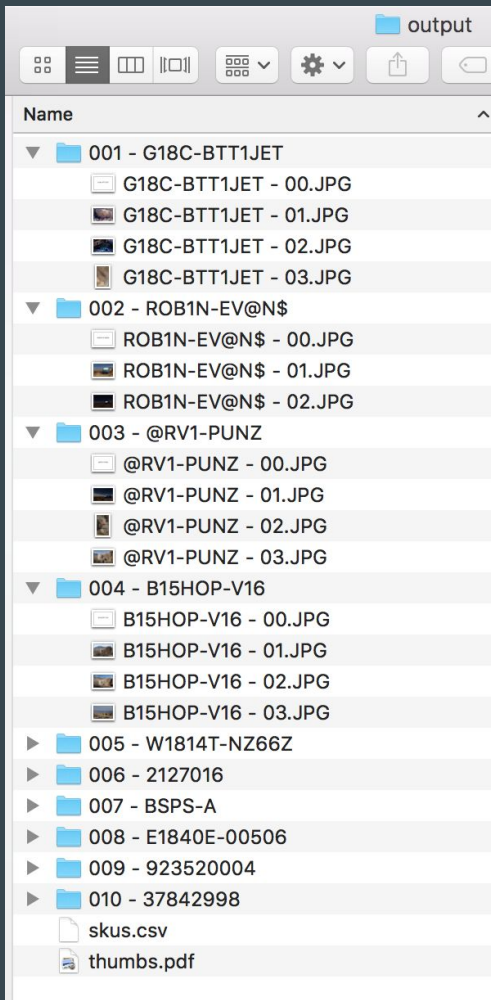 output
Name
001 - G18C-BTT1JET
G18C-BTT1JET - 00.JPG
G18C-BTT1JET - 01.JPG
G18C-BTT1JET - 02.JPG
G18C-BTT1JET - 03.JPG
002 - ROB1N-EV@N$
ROB1N-EV@N$ - 00.JPG
ROB1N-EV@N$ - 01.JPG
ROB1N-EV@N$ - 02.JPG
003 - @RV1-PUNZ
@RV1-PUNZ - 00.JPG
@RV1-PUNZ - 01.JPG
@RV1-PUNZ - 02.JPG
@RV1-PUNZ - 03.JPG
004 - B15HOP-V16
B15HOP-V16 - 00.JPG
B15HOP-V16 - 01.JPG
B15HOP-V16 - 02.JPG
B15HOP-V16 - 03.JPG
005 - W1814T-NZ66Z
006 - 2127016
007 - BSPS-A
008 - E1840E-00506
009 - 923520004
010 - 37842998
skus.csv
thumbs.pdf